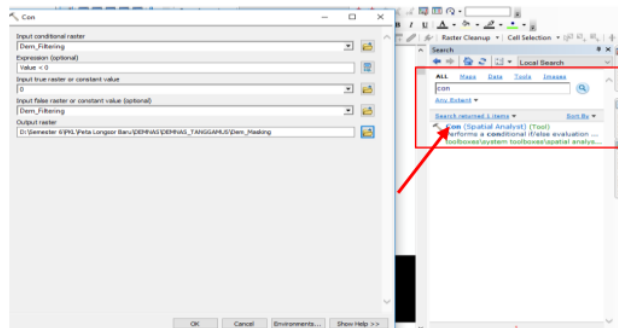 Con
Input conditional raster
Dem_Filtering
Expression (optional)
Value < 0
Input true raster or constant value
0
Input false raster or constant value (optional)
Dem_Filtering
Output raster
D:\Semester 6\PKL\Peta Longsor Baru\DEMNAS\DEMNAS_TANGGAMUS\Dem_Masking
OK Cancel Environments... Show Help >>
Raster Cleanup Cell Selection
Search
Local Search
ALL Maps Data Tools Images
con
Any Extent
Search returned 1 items Sort By
Con (Spatial Analyst) (Tool)
Performs a conditional if/else evaluation ...
toolboxes\system toolboxes\spatial analys...